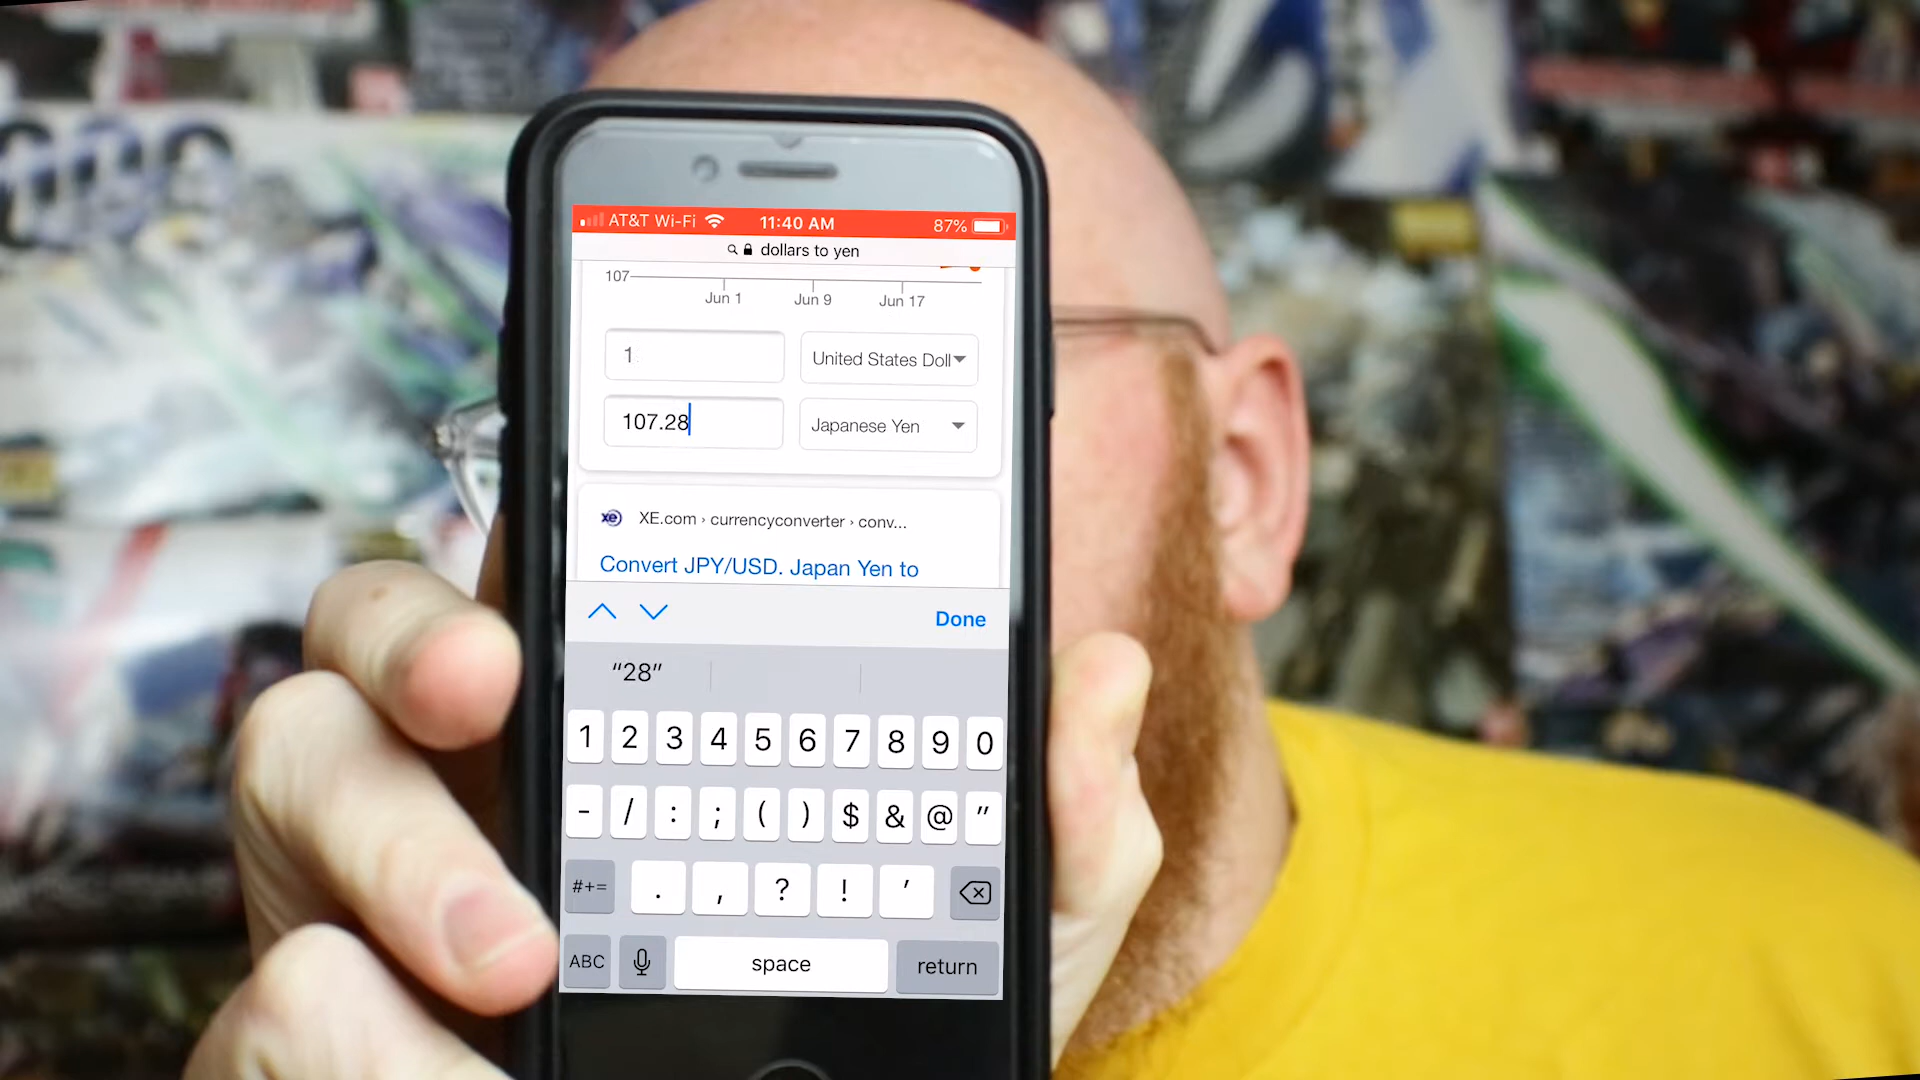 AT&T Wi-Fi 11:40 AM 87%
dollars to yen
107
Jun 1 Jun 9 Jun 17
1 United States Doll
107.28 Japanese Yen
xe XE.com › currencyconverter › conv...
Convert JPY/USD. Japan Yen to
Done
“28”
1 2 3 4 5 6 7 8 9 0
- / : ; ( ) $ & @ "
#+= . , ? ! '
ABC space return